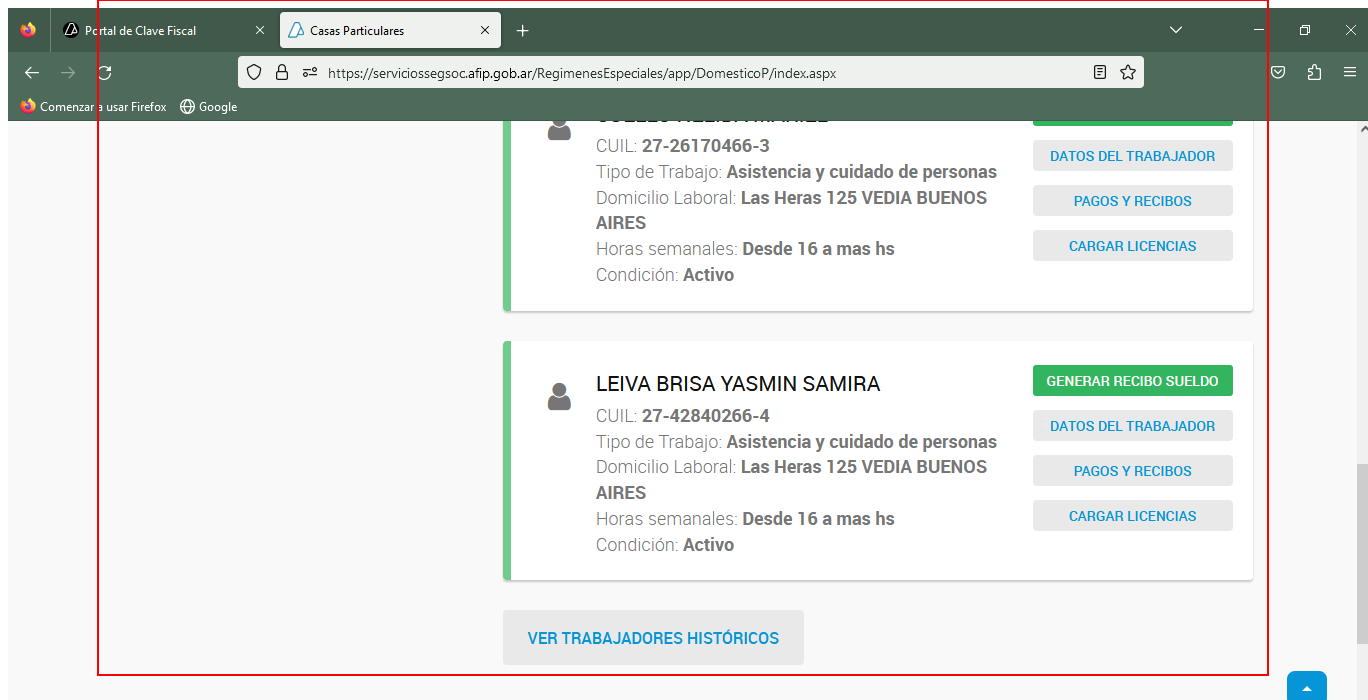 Portal de Clave Fiscal
Casas Particulares
https://serviciossegsoc.afip.gob.ar/RegimenesEspeciales/app/DomesticoP/index.aspx
Comenzar a usar Firefox
Google
CUIL: 27-26170466-3
Tipo de Trabajo: Asistencia y cuidado de personas
Domicilio Laboral: Las Heras 125 VEDIA BUENOS
AIRES
Horas semanales: Desde 16 a mas hs
Condición: Activo
DATOS DEL TRABAJADOR
PAGOS Y RECIBOS
CARGAR LICENCIAS
LEIVA BRISA YASMIN SAMIRA
CUIL: 27-42840266-4
Tipo de Trabajo: Asistencia y cuidado de personas
Domicilio Laboral: Las Heras 125 VEDIA BUENOS
AIRES
Horas semanales: Desde 16 a mas hs
Condición: Activo
GENERAR RECIBO SUELDO
DATOS DEL TRABAJADOR
PAGOS Y RECIBOS
CARGAR LICENCIAS
VER TRABAJADORES HISTÓRICOS